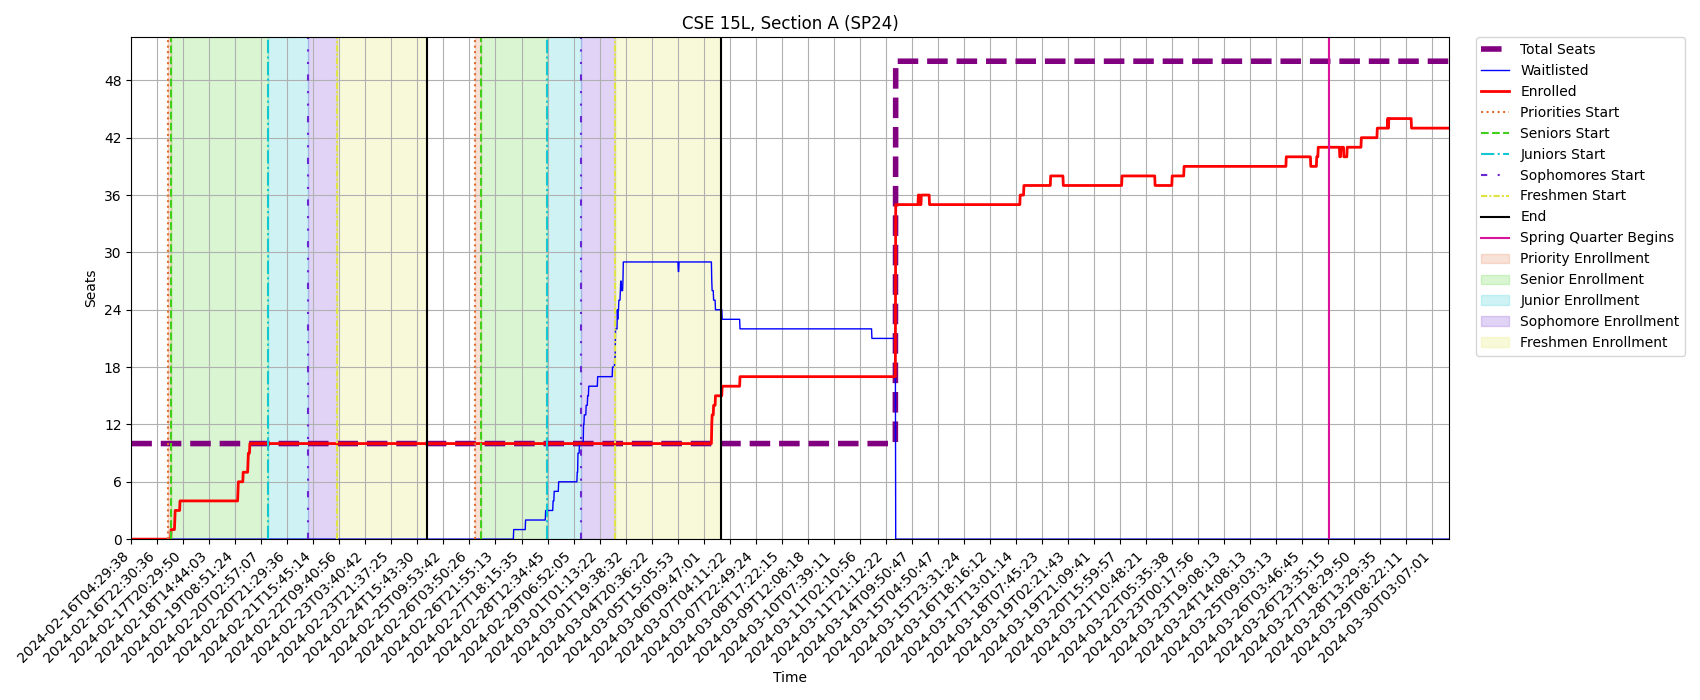 CSE 15L, Section A (SP24)
Seats
48
42
36
30
24
18
12
6
0
2024-02-16T04:29:38
2024-02-16T22:30:36
2024-02-17T20:29:50
2024-02-18T14:44:03
2024-02-19T08:51:24
2024-02-20T02:57:07
2024-02-20T21:29:36
2024-02-21T15:45:14
2024-02-22T09:40:56
2024-02-23T03:40:42
2024-02-23T21:37:25
2024-02-24T15:43:30
2024-02-25T09:53:42
2024-02-26T03:50:26
2024-02-26T21:55:13
2024-02-27T18:15:35
2024-02-28T12:34:45
2024-02-29T06:52:05
2024-03-01T01:13:22
2024-03-01T19:38:32
2024-03-04T20:36:22
2024-03-05T15:05:53
2024-03-06T09:47:01
2024-03-07T04:11:22
2024-03-07T22:49:24
2024-03-08T17:22:15
2024-03-09T12:08:18
2024-03-10T07:39:11
2024-03-11T02:10:56
2024-03-11T21:12:22
2024-03-14T09:50:47
2024-03-15T04:50:47
2024-03-15T23:31:24
2024-03-16T18:16:12
2024-03-17T13:01:14
2024-03-18T07:45:23
2024-03-19T02:21:43
2024-03-19T21:09:41
2024-03-20T15:59:57
2024-03-21T10:48:21
2024-03-22T05:35:38
2024-03-23T00:17:56
2024-03-23T19:08:13
2024-03-24T14:08:13
2024-03-25T09:03:13
2024-03-26T03:46:45
2024-03-26T23:35:15
2024-03-27T18:29:50
2024-03-28T13:29:35
2024-03-29T08:22:11
2024-03-30T03:07:01
Time
Total Seats
Waitlisted
Enrolled
Priorities Start
Seniors Start
Juniors Start
Sophomores Start
Freshmen Start
End
Spring Quarter Begins
Priority Enrollment
Senior Enrollment
Junior Enrollment
Sophomore Enrollment
Freshmen Enrollment